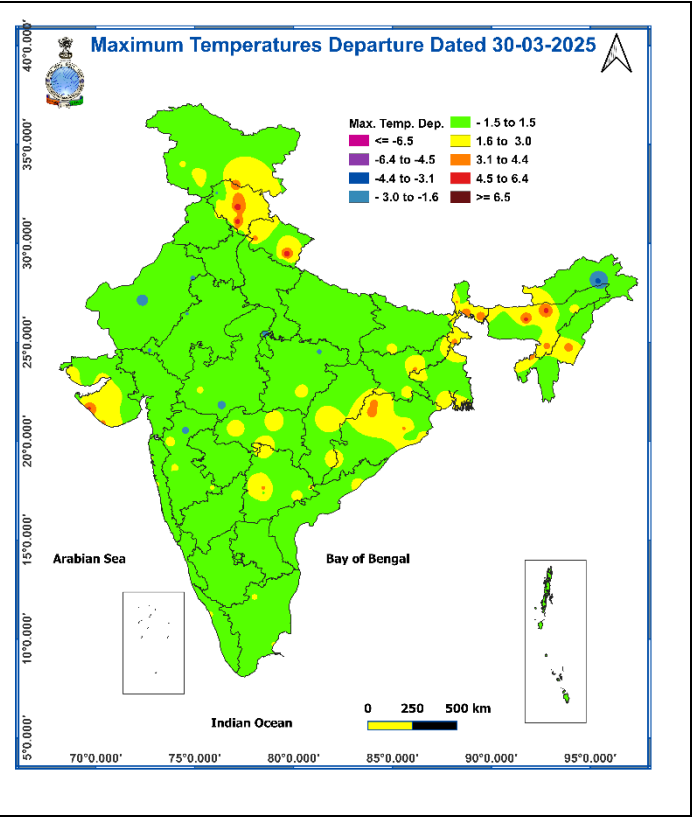 Maximum Temperatures Departure Dated 30-03-2025
Max. Temp. Dep.
<= -6.5
-6.4 to -4.5
-4.4 to -3.1
- 3.0 to -1.6
- 1.5 to 1.5
1.6 to 3.0
3.1 to 4.4
4.5 to 6.4
>= 6.5
40°0.000'
35°0.000'
30°0.000'
25°0.000'
20°0.000'
15°0.000'
10°0.000'
5°0.000'
Arabian Sea
Bay of Bengal
Indian Ocean
0 250 500 km
70°0.000' 75°0.000' 80°0.000' 85°0.000' 90°0.000' 95°0.000'